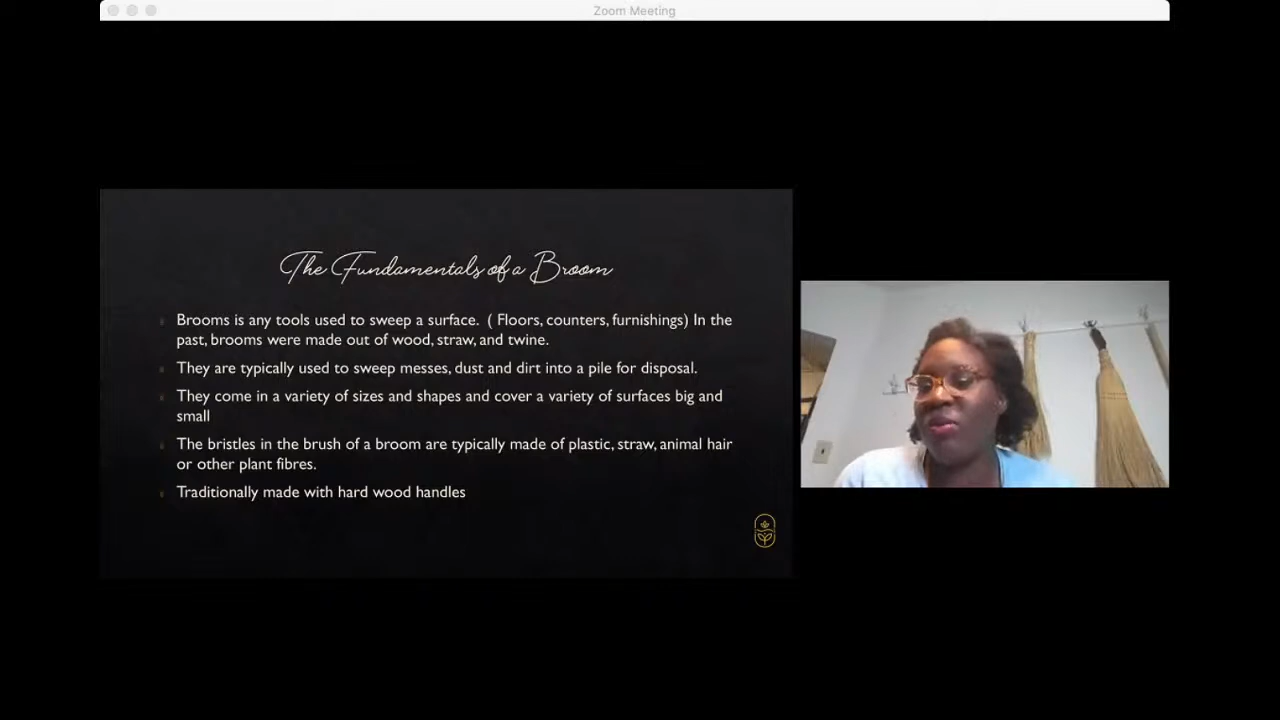 Zoom Meeting
The Fundamentals of a Broom
Brooms is any tools used to sweep a surface. ( Floors, counters, furnishings) In the
past, brooms were made out of wood, straw, and twine.
They are typically used to sweep messes, dust and dirt into a pile for disposal.
They come in a variety of sizes and shapes and cover a variety of surfaces big and
small
The bristles in the brush of a broom are typically made of plastic, straw, animal hair
or other plant fibres.
Traditionally made with hard wood handles